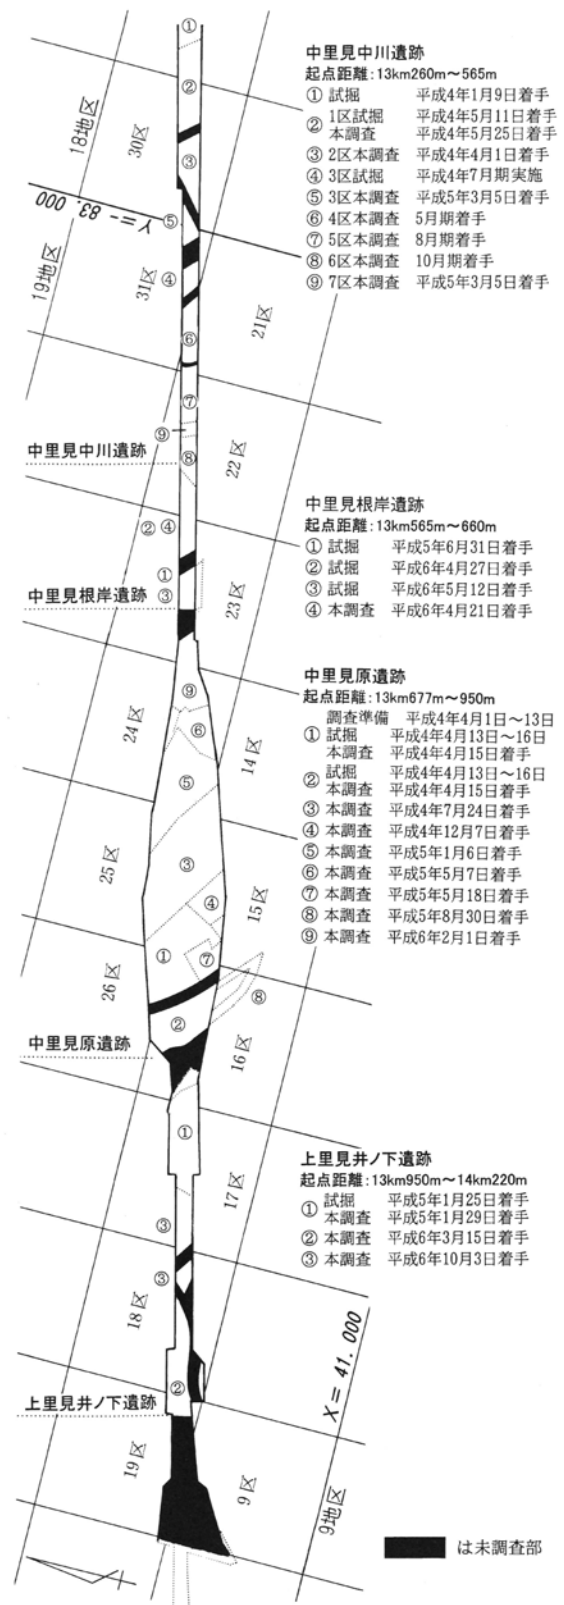 中里見中川遺跡
起点距離:13km260m～565m
① 試掘 平成4年1月9日着手
② 1区試掘 平成4年5月11日着手
本調査 平成4年5月25日着手
③ 2区本調査 平成4年4月1日着手
④ 3区試掘 平成4年7月期実施
⑤ 3区本調査 平成5年3月5日着手
⑥ 4区本調査 5月期着手
⑦ 5区本調査 8月期着手
⑧ 6区本調査 10月期着手
⑨ 7区本調査 平成5年3月5日着手
中里見根岸遺跡
起点距離:13km565m～660m
① 試掘 平成5年6月31日着手
② 試掘 平成6年4月27日着手
③ 試掘 平成6年5月12日着手
④ 本調査 平成6年4月21日着手
中里見原遺跡
起点距離:13km677m～950m
調査準備 平成4年4月1日～13日
① 試掘 平成4年4月13日～16日
本調査 平成4年4月15日着手
② 試掘 平成4年4月13日～16日
本調査 平成4年4月15日着手
③ 本調査 平成4年7月24日着手
④ 本調査 平成4年12月7日着手
⑤ 本調査 平成5年1月6日着手
⑥ 本調査 平成5年5月7日着手
⑦ 本調査 平成5年5月18日着手
⑧ 本調査 平成5年8月30日着手
⑨ 本調査 平成6年2月1日着手
上里見井ノ下遺跡
起点距離:13km950m～14km220m
① 試掘 平成5年1月25日着手
本調査 平成5年1月29日着手
② 本調査 平成6年3月15日着手
③ 本調査 平成6年10月3日着手
は未調査部
①
②
18地区
30区
③
Y=- 83. 000
⑤
19地区
31区
④
21区
⑥
⑦
⑨
中里見中川遺跡
⑧
22区
② ④
①
中里見根岸遺跡
③
23区
⑨
24区
⑥
14区
⑤
25区
③
④
15区
①
⑦
26区
⑧
②
中里見原遺跡
16区
①
17区
③
③
18区
X = 41. 000
②
上里見井ノ下遺跡
19区
9区
9地区